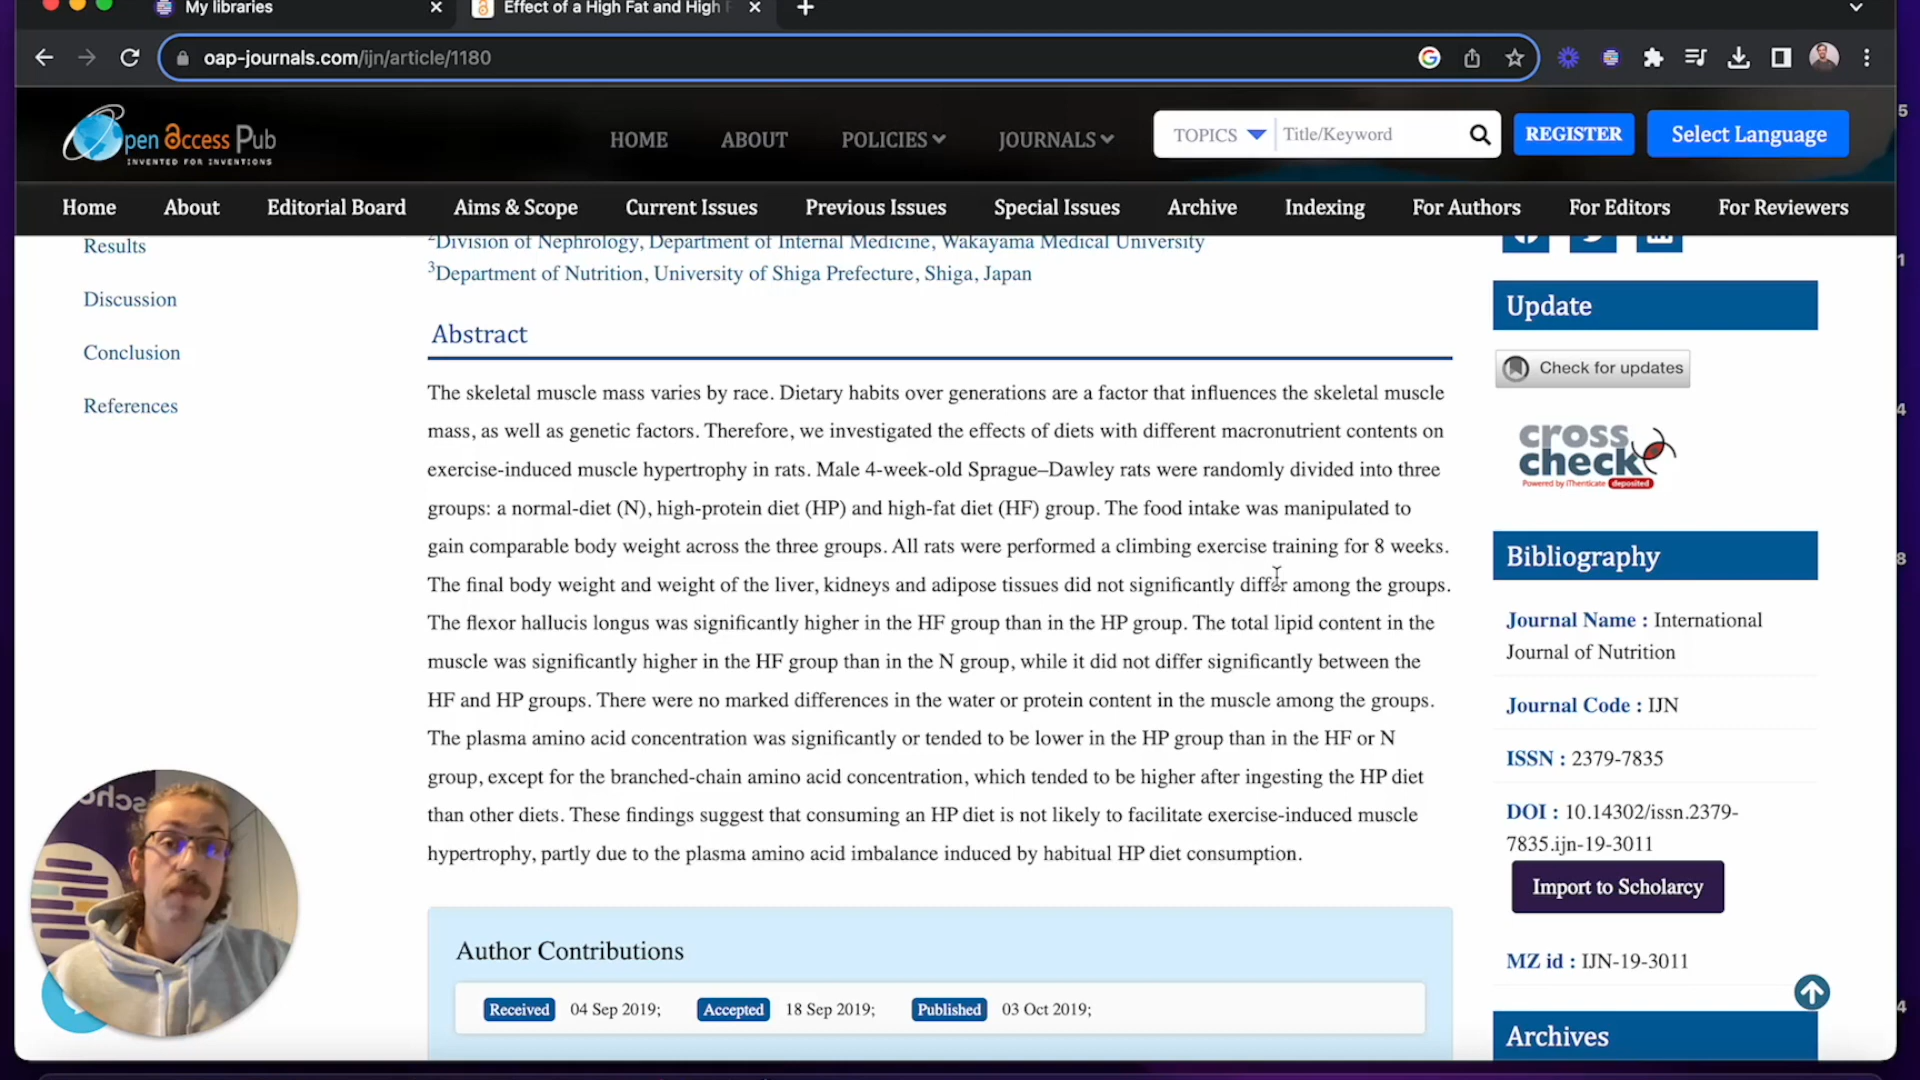 My libraries
Effect of a High Fat and High
oap-journals.com/ijn/article/1180
pen access Pub
INVENTED FOR INVENTIONS
HOME
ABOUT
POLICIES
JOURNALS
TOPICS
Title/Keyword
REGISTER
Select Language
Home
About
Editorial Board
Aims & Scope
Current Issues
Previous Issues
Special Issues
Archive
Indexing
For Authors
For Editors
For Reviewers
Results
Discussion
Conclusion
References
2Division of Nephrology, Department of Internal Medicine, Wakayama Medical University
3Department of Nutrition, University of Shiga Prefecture, Shiga, Japan
Abstract
The skeletal muscle mass varies by race. Dietary habits over generations are a factor that influences the skeletal muscle
mass, as well as genetic factors. Therefore, we investigated the effects of diets with different macronutrient contents on
exercise-induced muscle hypertrophy in rats. Male 4-week-old Sprague–Dawley rats were randomly divided into three
groups: a normal-diet (N), high-protein diet (HP) and high-fat diet (HF) group. The food intake was manipulated to
gain comparable body weight across the three groups. All rats were performed a climbing exercise training for 8 weeks.
The final body weight and weight of the liver, kidneys and adipose tissues did not significantly differ among the groups.
The flexor hallucis longus was significantly higher in the HF group than in the HP group. The total lipid content in the
muscle was significantly higher in the HF group than in the N group, while it did not differ significantly between the
HF and HP groups. There were no marked differences in the water or protein content in the muscle among the groups.
The plasma amino acid concentration was significantly or tended to be lower in the HP group than in the HF or N
group, except for the branched-chain amino acid concentration, which tended to be higher after ingesting the HP diet
than other diets. These findings suggest that consuming an HP diet is not likely to facilitate exercise-induced muscle
hypertrophy, partly due to the plasma amino acid imbalance induced by habitual HP diet consumption.
Author Contributions
Received 04 Sep 2019; Accepted 18 Sep 2019; Published 03 Oct 2019;
Update
Check for updates
cross
check
Powered by iThenticate deposited
Bibliography
Journal Name : International
Journal of Nutrition
Journal Code : IJN
ISSN : 2379-7835
DOI : 10.14302/issn.2379-
7835.ijn-19-3011
Import to Scholarcy
MZ id : IJN-19-3011
Archives
5
1
4
8
4